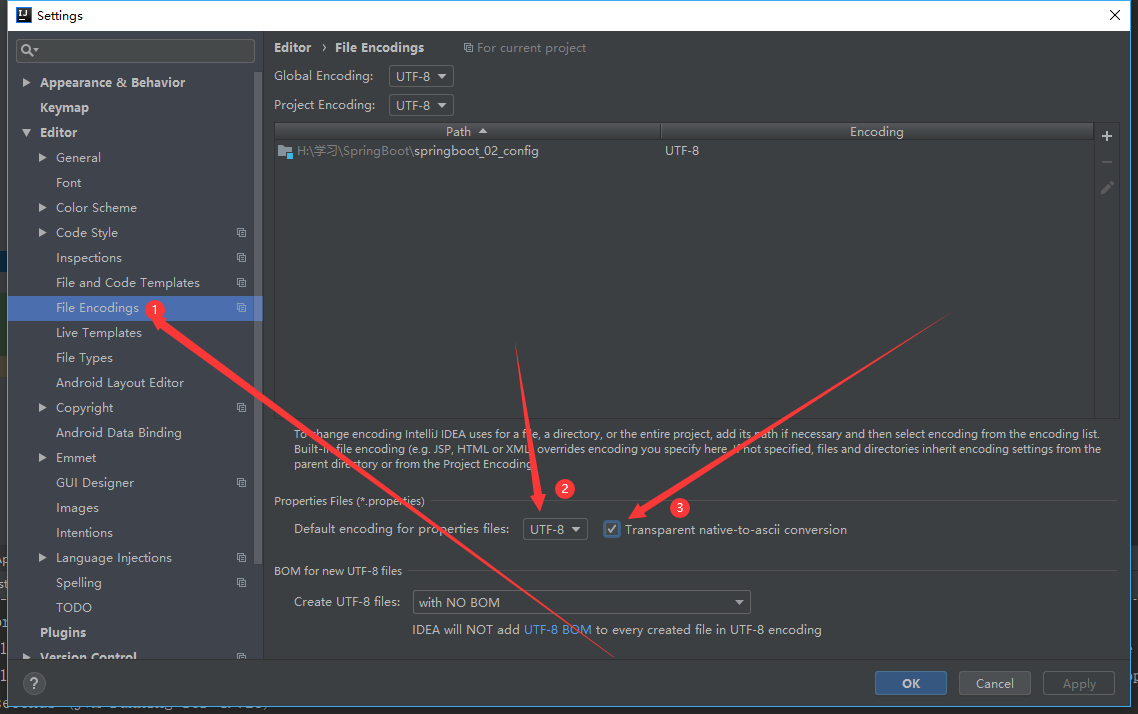 Settings
Editor › File Encodings For current project
Global Encoding: UTF-8
Project Encoding: UTF-8
Path Encoding
H:\学习\SpringBoot\springboot_02_config UTF-8
Appearance & Behavior
Keymap
Editor
General
Font
Color Scheme
Code Style
Inspections
File and Code Templates
File Encodings 1
Live Templates
File Types
Android Layout Editor
Copyright
Android Data Binding
Emmet
GUI Designer
Images
Intentions
Language Injections
Spelling
TODO
Plugins
Version Control
To change encoding IntelliJ IDEA uses for a file, a directory, or the entire project, add its path if necessary and then select encoding from the encoding list.
Built-in file encoding (e.g. JSP, HTML or XML) overrides encoding you specify here. If not specified, files and directories inherit encoding settings from the
parent directory or from the Project Encoding.
2
3
Properties Files (*.properties)
Default encoding for properties files: UTF-8 Transparent native-to-ascii conversion
BOM for new UTF-8 files
Create UTF-8 files: with NO BOM
IDEA will NOT add UTF-8 BOM to every created file in UTF-8 encoding
?
OK Cancel Apply